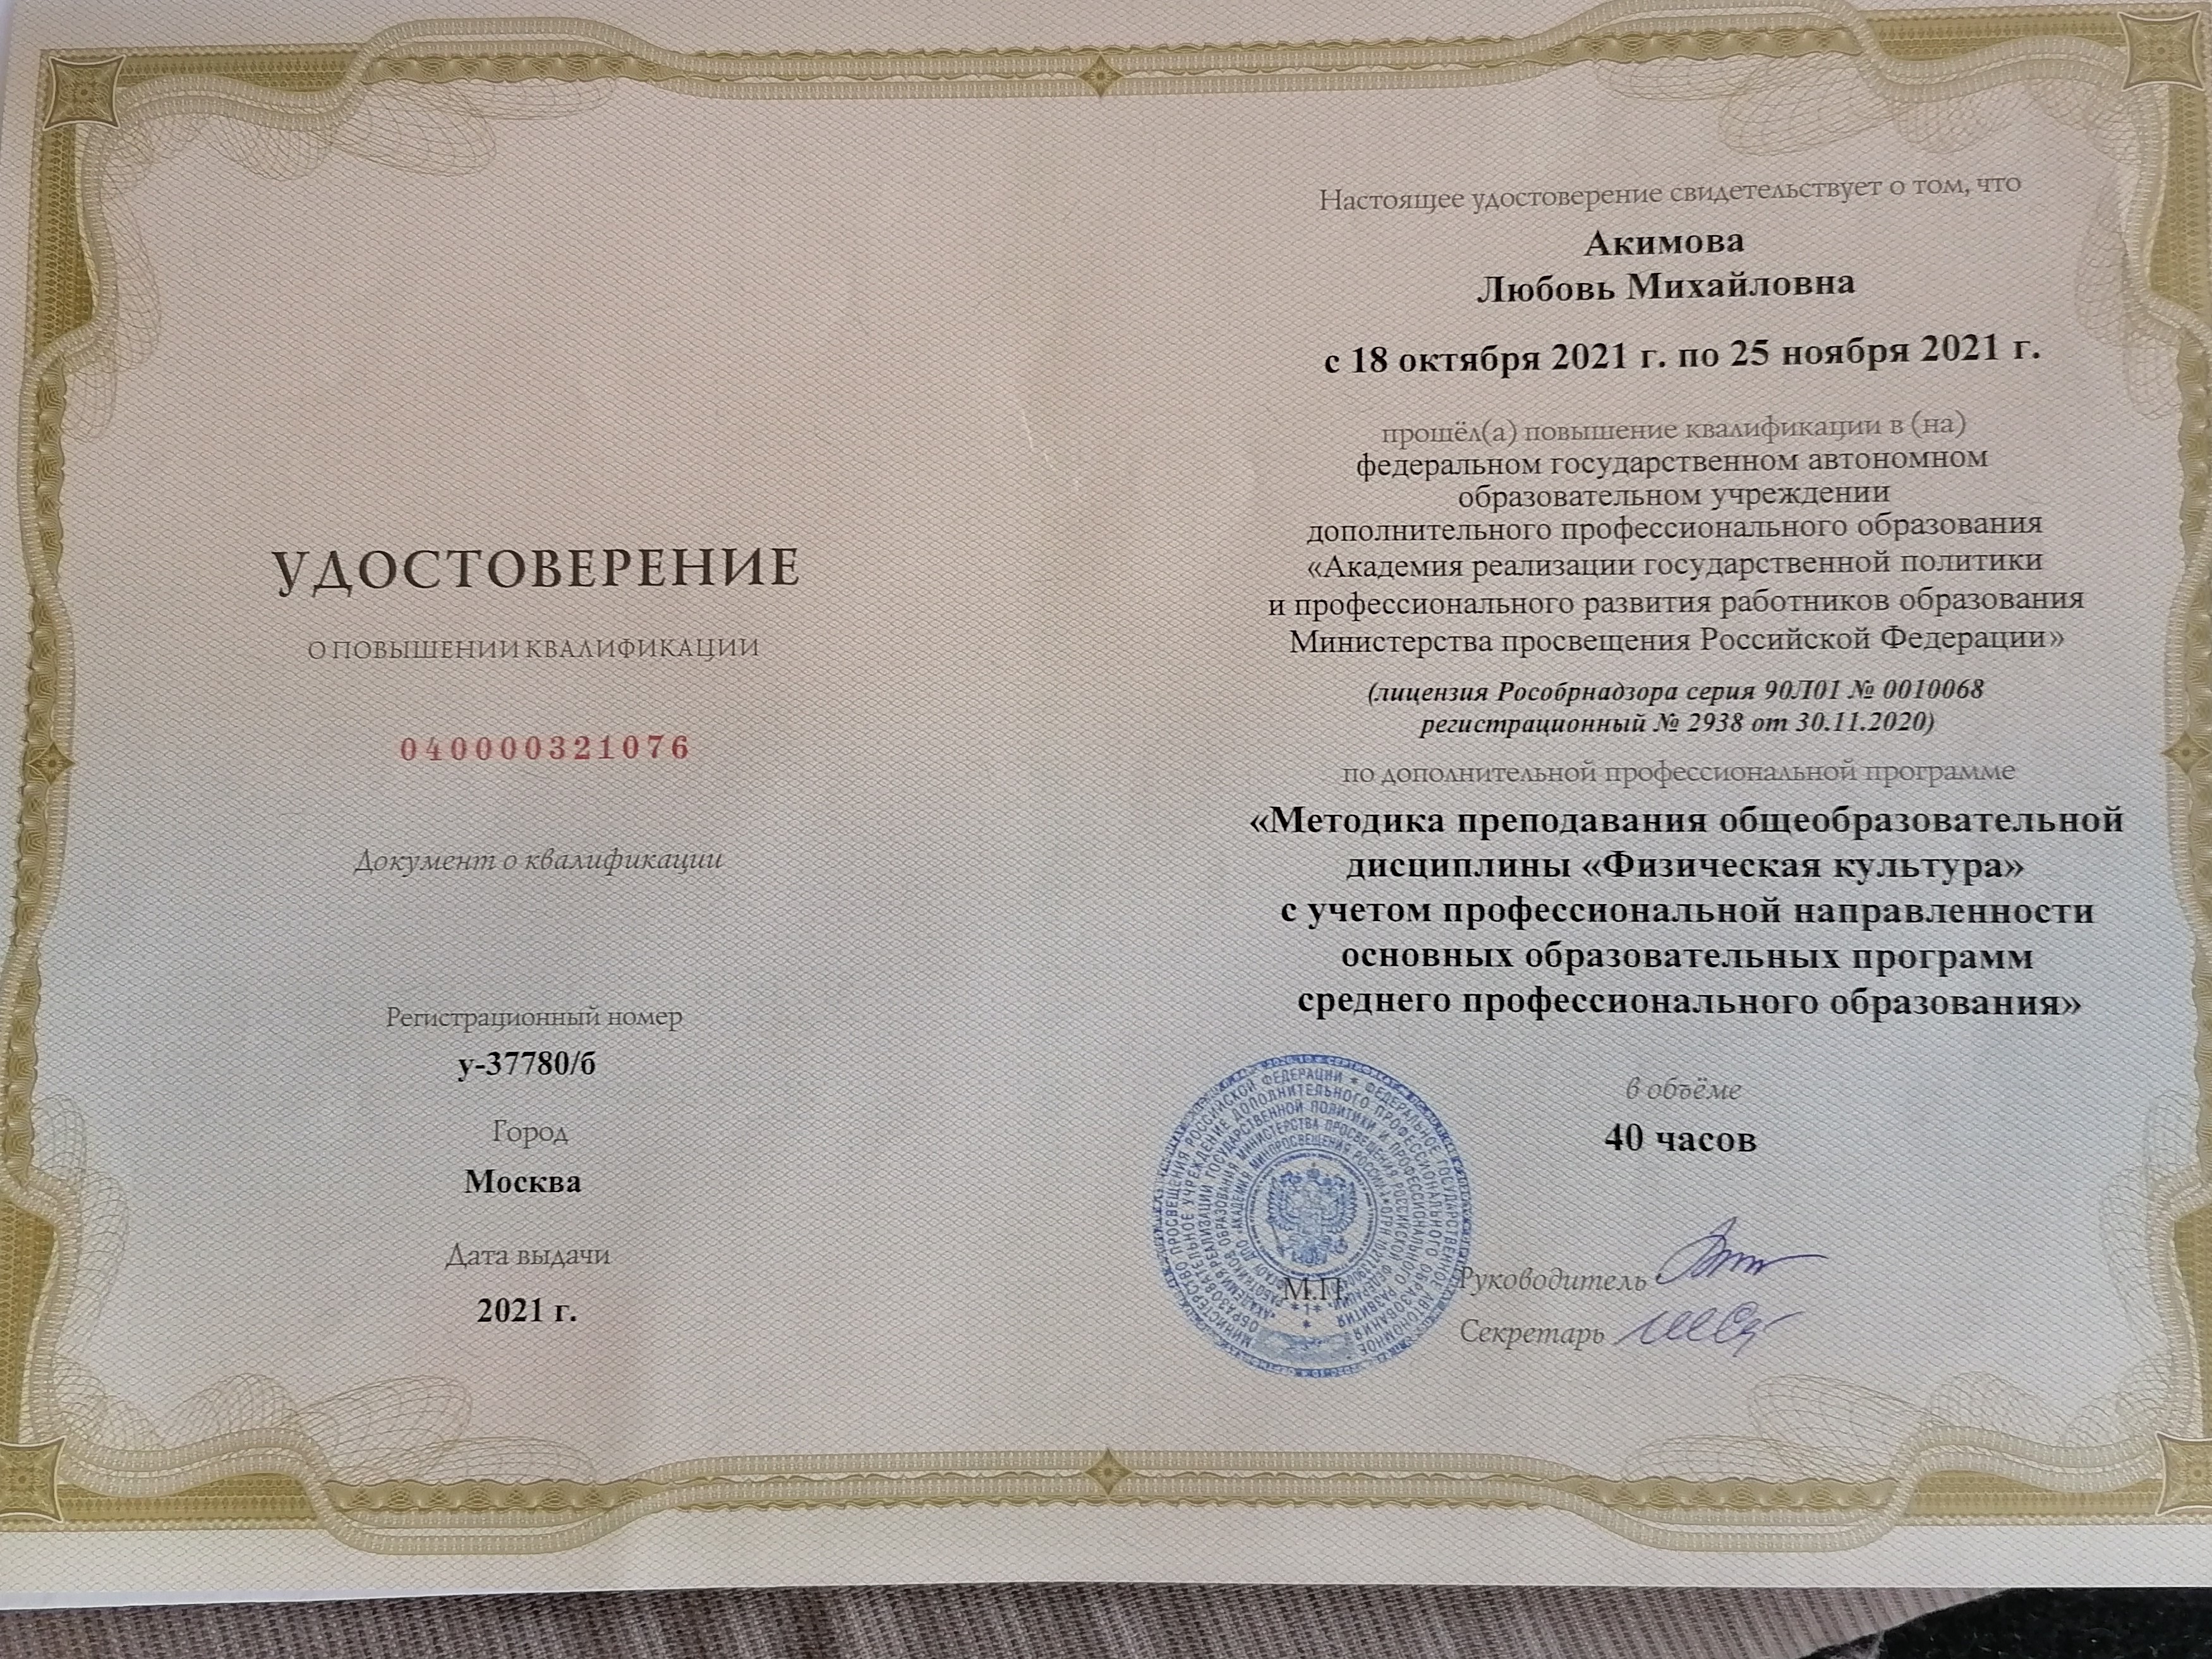 УДОСТОВЕРЕНИЕ
О ПОВЫШЕНИИ КВАЛИФИКАЦИИ
040000321076
Документ о квалификации
Регистрационный номер
у-37780/б
Город
Москва
Дата выдачи
2021 г.
Настоящее удостоверение свидетельствует о том, что
Акимова
Любовь Михайловна
с 18 октября 2021 г. по 25 ноября 2021 г.
прошёл(а) повышение квалификации в (на)
федеральном государственном автономном
образовательном учреждении
дополнительного профессионального образования
«Академия реализации государственной политики
и профессионального развития работников образования
Министерства просвещения Российской Федерации»
(лицензия Рособрнадзора серия 90Л01 № 0010068
регистрационный № 2938 от 30.11.2020)
по дополнительной профессиональной программе
«Методика преподавания общеобразовательной
дисциплины «Физическая культура»
с учетом профессиональной направленности
основных образовательных программ
среднего профессионального образования»
в объёме
40 часов
М.П.
Руководитель
Секретарь